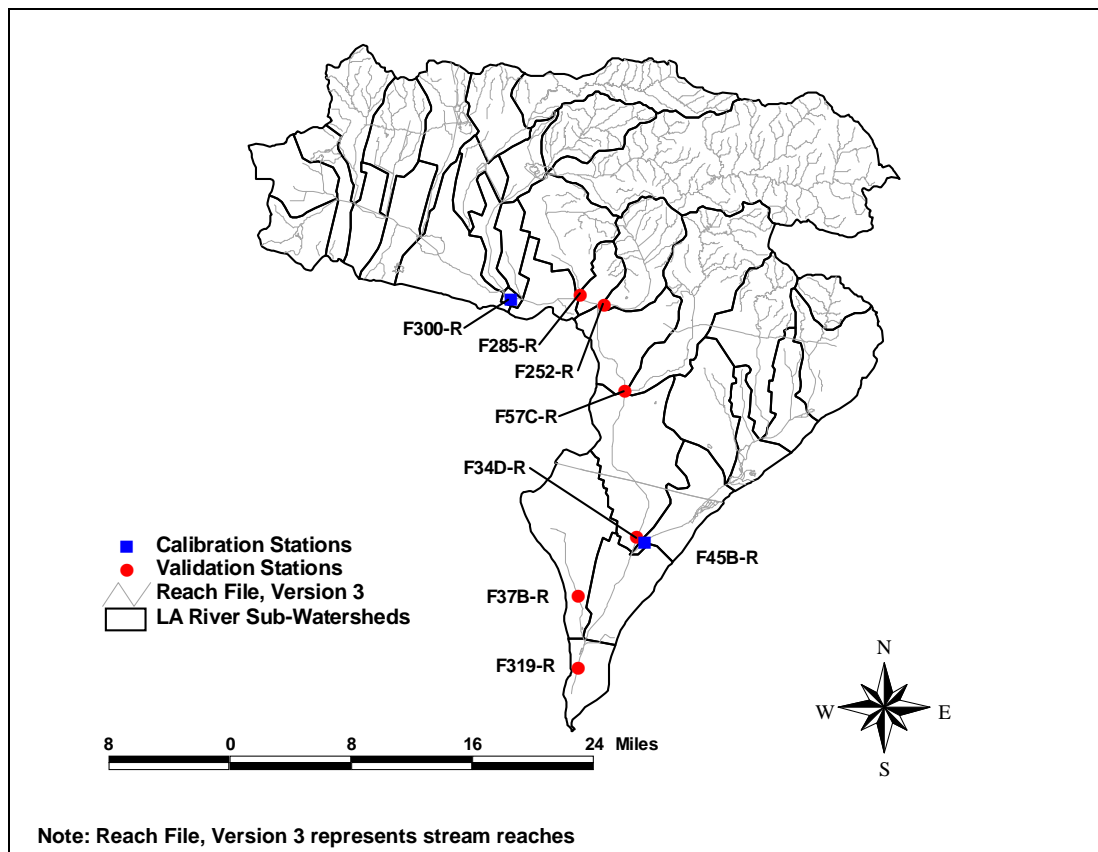 F300-R
F285-R
F252-R
F57C-R
F34D-R
F45B-R
F37B-R
F319-R
Calibration Stations
Validation Stations
Reach File, Version 3
LA River Sub-Watersheds
N
W E
S
8 0 8 16 24 Miles
Note: Reach File, Version 3 represents stream reaches